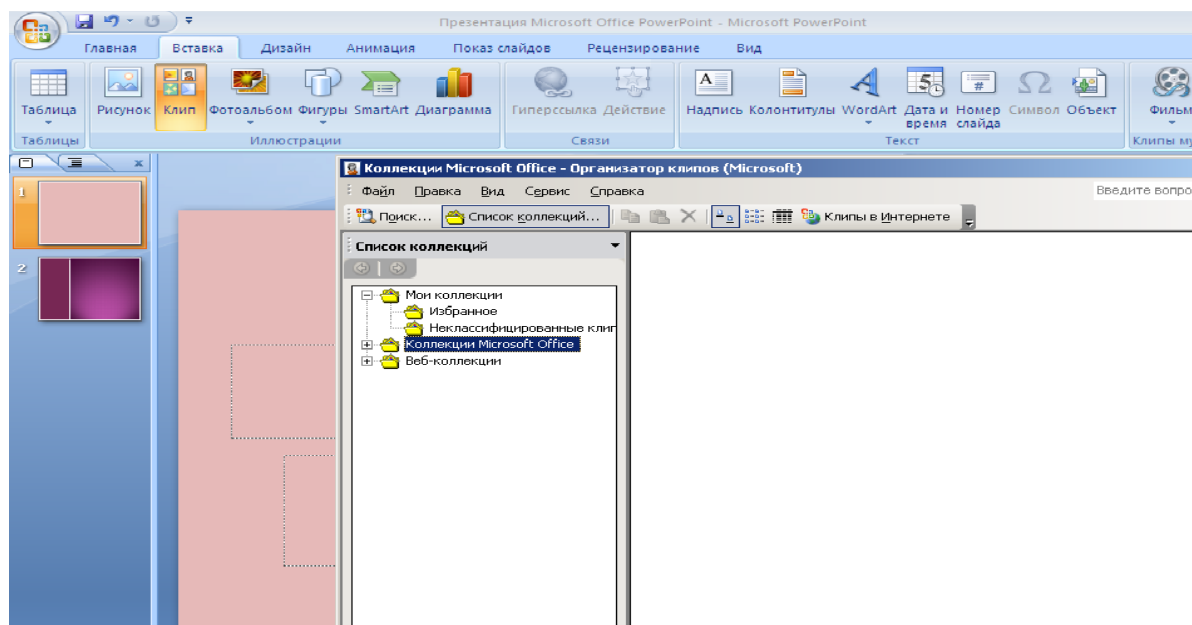 Презентация Microsoft Office PowerPoint - Microsoft PowerPoint
Главная Вставка Дизайн Анимация Показ слайдов Рецензирование Вид
Таблица Рисунок Клип Фотоальбом Фигуры SmartArt Диаграмма Гиперссылка Действие Надпись Колонтитулы WordArt Дата и время Номер слайда Символ Объект Фильм
Таблицы Иллюстрации Связи Текст Клипы му
Коллекции Microsoft Office - Организатор клипов (Microsoft)
Файл Правка Вид Сервис Справка Введите вопро
Поиск... Список коллекций... Клипы в Интернете
Список коллекций
1
Мои коллекции
Избранное
2
Неклассифицированные клип
Коллекции Microsoft Office
Веб-коллекции